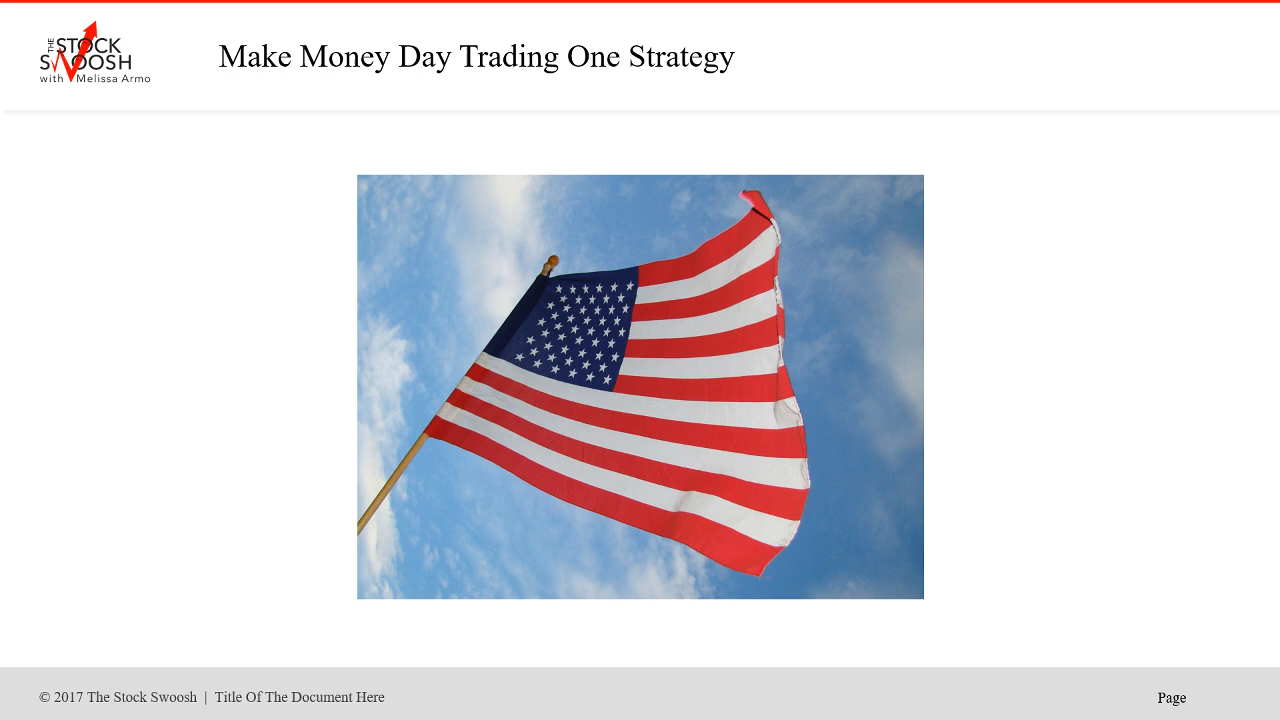 THE STOCK
SWOOSH
with Melissa Armo
Make Money Day Trading One Strategy
© 2017 The Stock Swoosh | Title Of The Document Here
Page